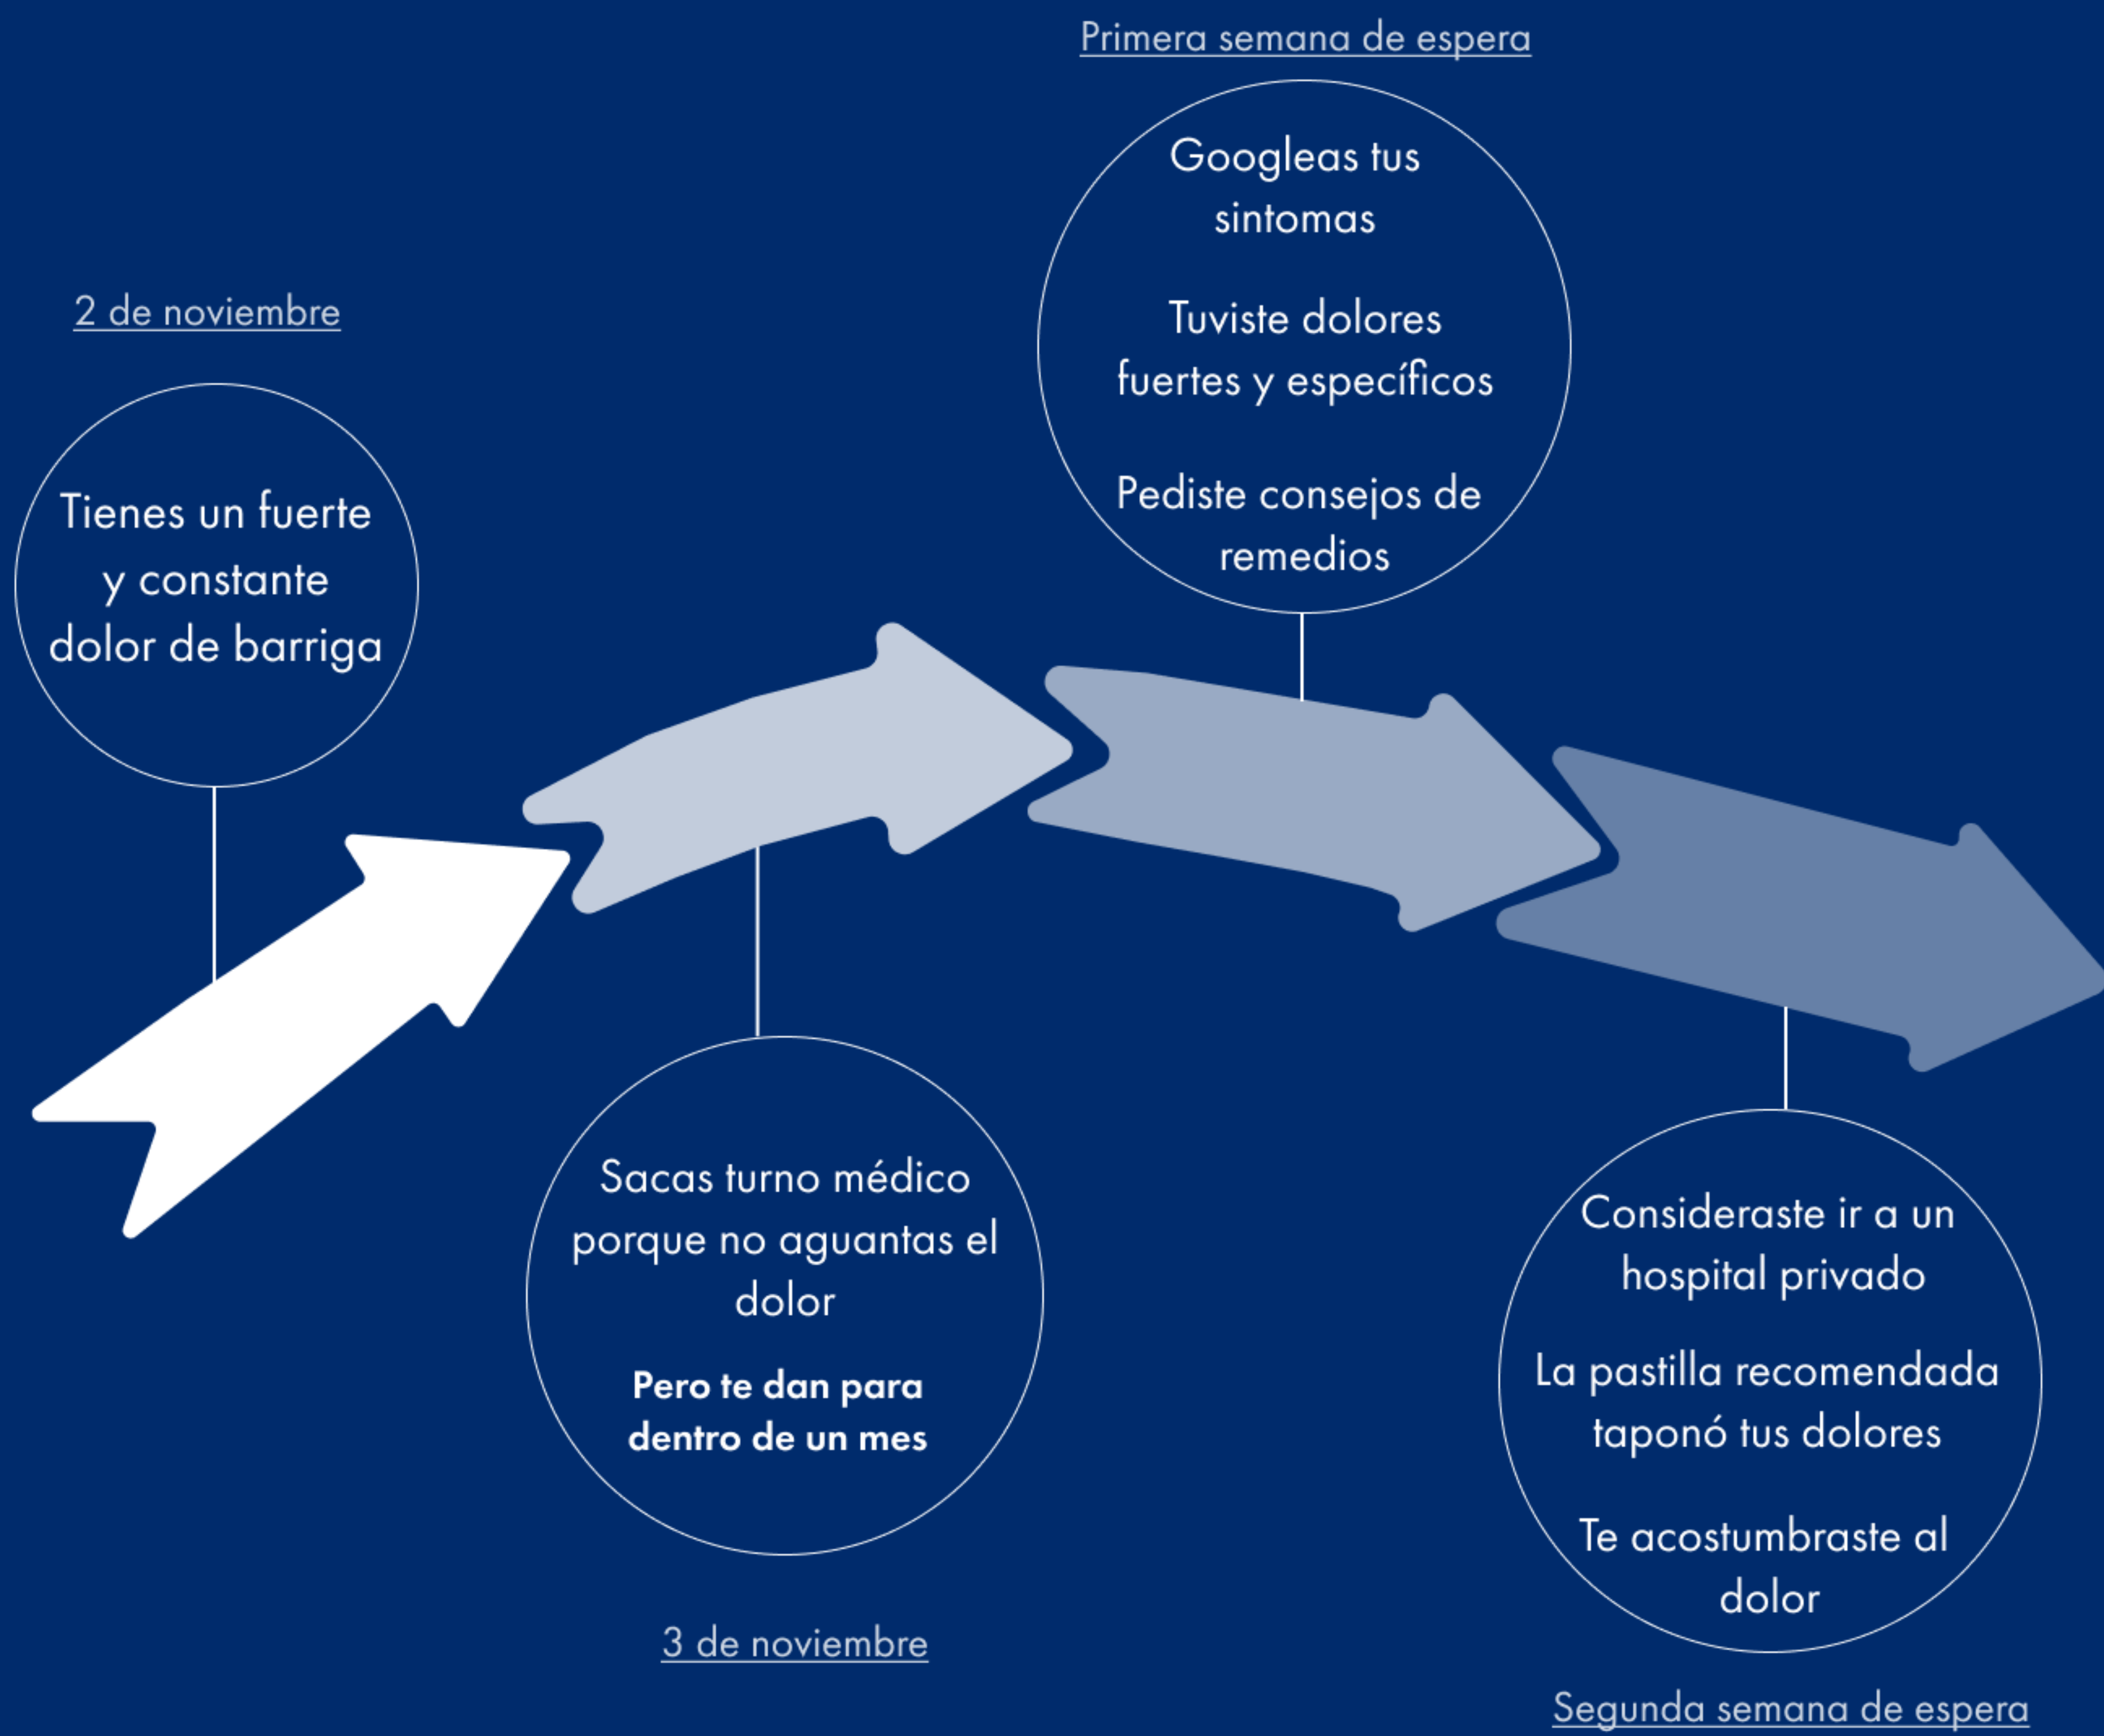 2 de noviembre
Tienes un fuerte
y constante
dolor de barriga
Sacas turno médico
porque no aguantas el
dolor
Pero te dan para
dentro de un mes
3 de noviembre
Primera semana de espera
Googleas tus
sintomas
Tuviste dolores
fuertes y específicos
Pediste consejos de
remedios
Consideraste ir a un
hospital privado
La pastilla recomendada
taponó tus dolores
Te acostumbraste al
dolor
Segunda semana de espera